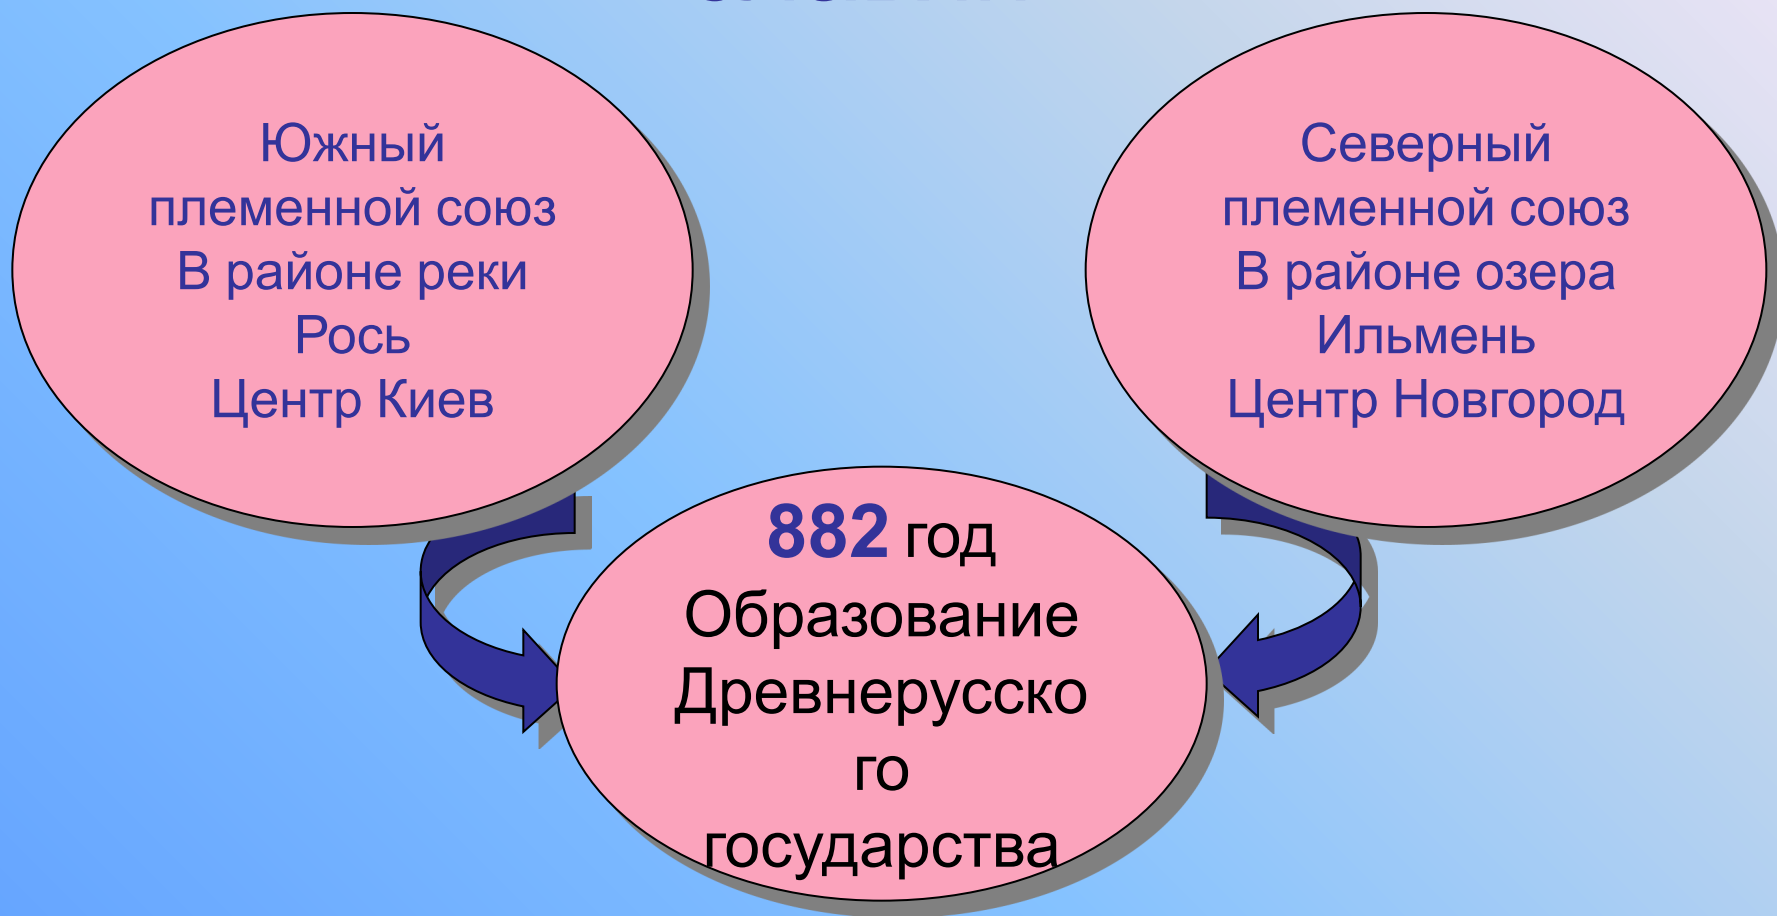 Южный
племенной союз
В районе реки
Рось
Центр Киев
Северный
племенной союз
В районе озера
Ильмень
Центр Новгород
882 год
Образование
Древнерусско
го
государства